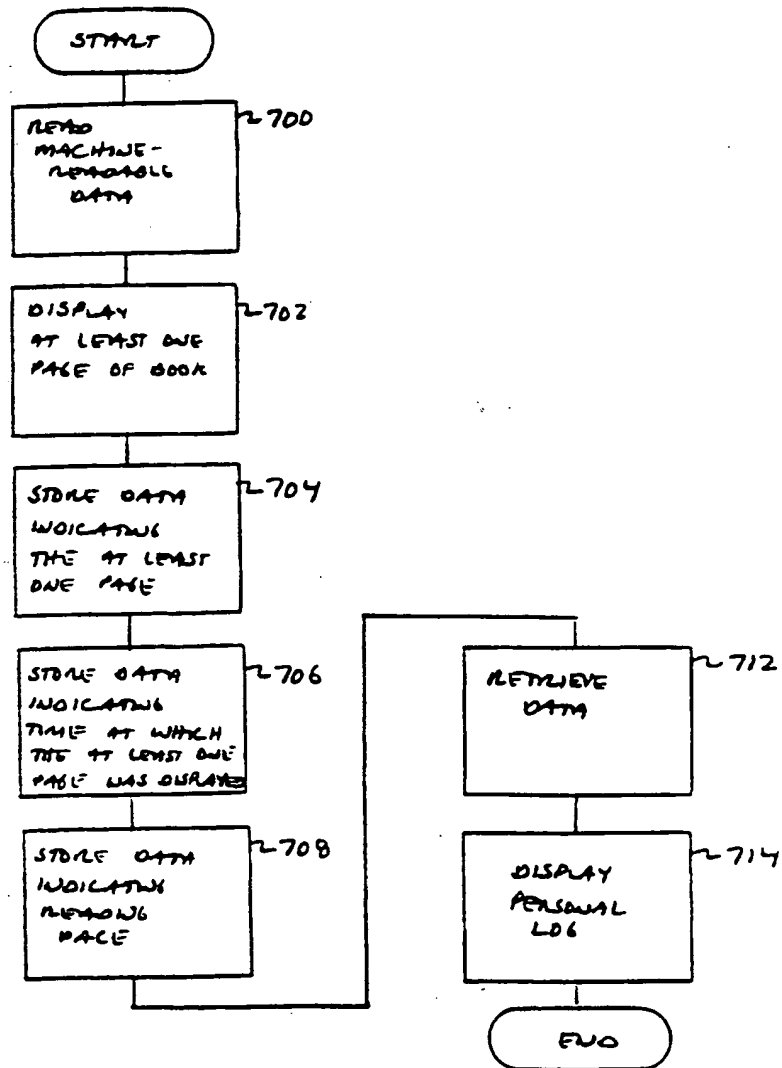 START
READ
MACHINE-
READABLE
DATA
700
DISPLAY
AT LEAST ONE
PAGE OF BOOK
702
STORE DATA
INDICATING
THE AT LEAST
ONE PAGE
704
STORE DATA
INDICATING
TIME AT WHICH
THE AT LEAST ONE
PAGE WAS DISPLAYED
706
STORE DATA
INDICATING
READING
PACE
708
RETRIEVE
DATA
712
DISPLAY
PERSONAL
LOG
714
END